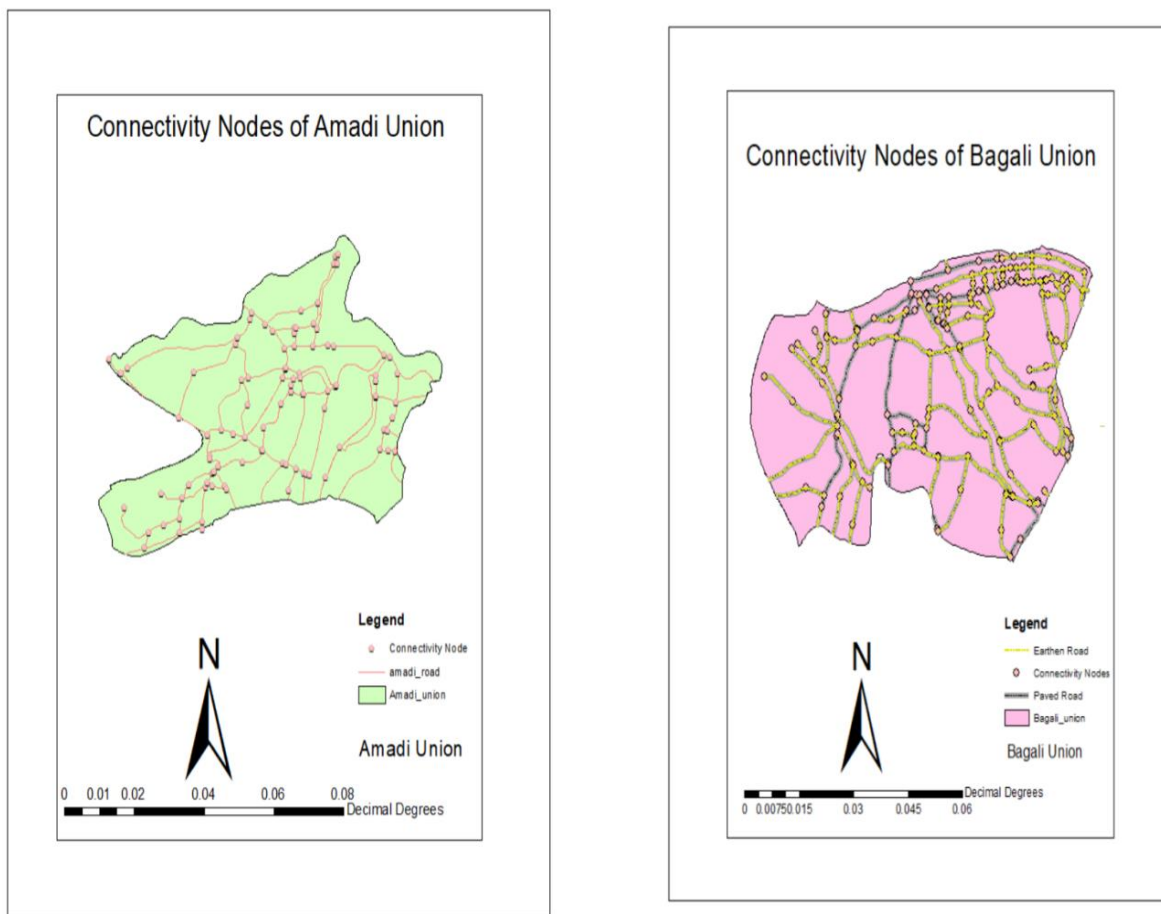 Connectivity Nodes of Amadi Union
N
Legend
Connectivity Node
amadi_road
Amadi_union
Amadi Union
0 0.01 0.02 0.04 0.06 0.08
Decimal Degrees
Connectivity Nodes of Bagali Union
N
Legend
Earthen Road
Connectivity Nodes
Paved Road
Bagali_union
Bagali Union
Decimal Degrees
0 0.00750.015 0.03 0.045 0.06